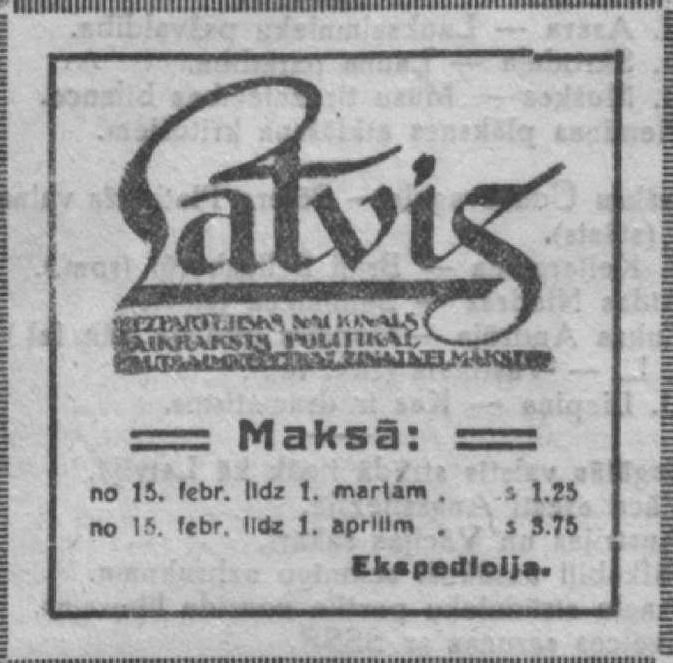 Latvis
BEZPARTEJISKS NACIONALS
LAIKRAKSTS POLITIKAI
Maksā:
no 15. febr. līdz 1. martam . s 1.25
no 15. febr. līdz 1. aprilim . s 3.75
Ekspedicija.